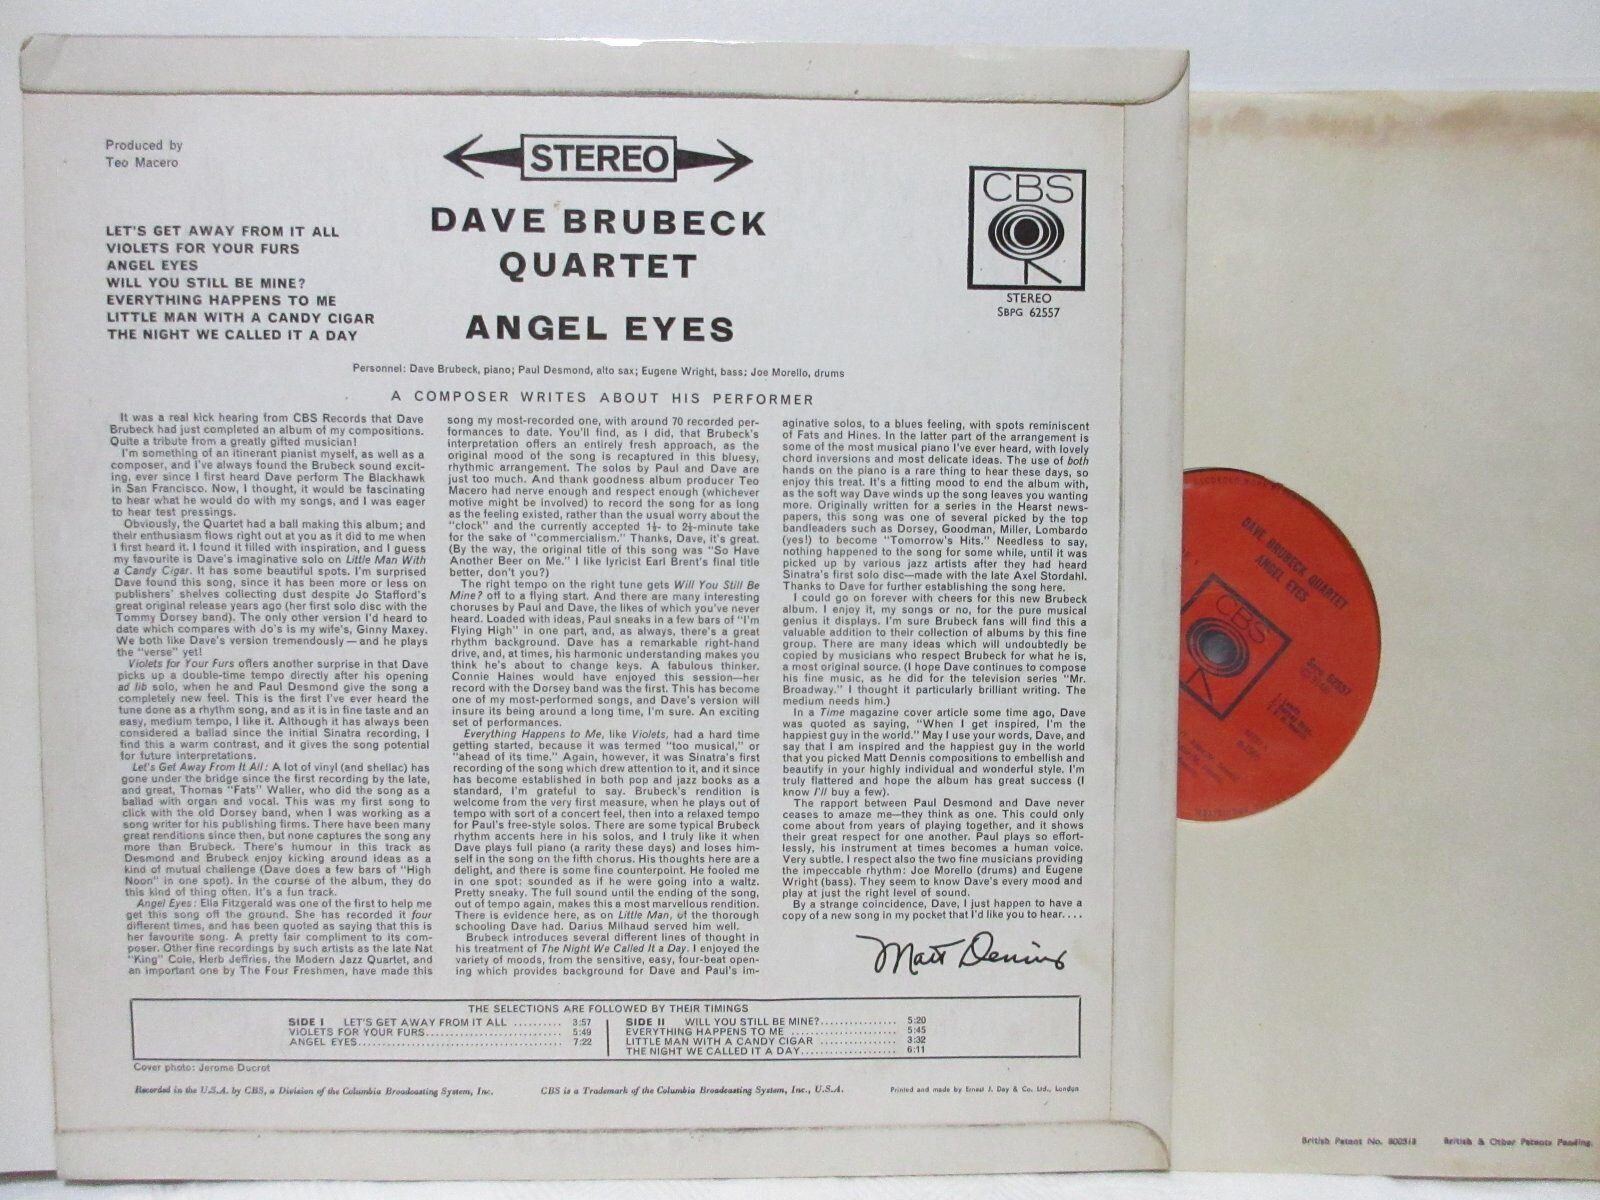 Produced by
Teo Macero
STEREO
DAVE BRUBECK
QUARTET
ANGEL EYES
CBS
STEREO
SBPG 62557
LET'S GET AWAY FROM IT ALL
VIOLETS FOR YOUR FURS
ANGEL EYES
WILL YOU STILL BE MINE?
EVERYTHING HAPPENS TO ME
LITTLE MAN WITH A CANDY CIGAR
THE NIGHT WE CALLED IT A DAY
Personnel: Dave Brubeck, piano; Paul Desmond, alto sax; Eugene Wright, bass; Joe Morello, drums
A COMPOSER WRITES ABOUT HIS PERFORMER
It was a real kick hearing from CBS Records that Dave
Brubeck had just completed an album of my compositions.
Quite a tribute from a greatly gifted musician!
I'm something of an itinerant pianist myself, as well as a
composer, and I've always found the Brubeck sound excit-
ing, ever since I first heard Dave perform The Blackhawk
in San Francisco. Now, I thought, it would be fascinating
to hear what he would do with my songs, and I was eager
to hear test pressings.
Obviously, the Quartet had a ball making this album; and
their enthusiasm flows right out at you as it did to me when
I first heard it. I found it filled with inspiration, and I guess
my favourite is Dave's imaginative solo on Little Man With
a Candy Cigar. It has some beautiful spots. I'm surprised
Dave found this song, since it has been more or less on
publishers' shelves collecting dust despite Jo Stafford's
great original release years ago (her first solo disc with the
Tommy Dorsey band). The only other version I'd heard to
date which compares with Jo's is my wife's, Ginny Maxey.
We both like Dave's version tremendously — and he plays
the "verse" yet!
Violets for Your Furs offers another surprise in that Dave
picks up a double-time tempo directly after his opening
ad lib solo, when he and Paul Desmond give the song a
completely new feel. This is the first I've ever heard the
tune done as a rhythm song, and as it is in fine taste and an
easy, medium tempo, I like it. Although it has always been
considered a ballad since the initial Sinatra recording, I
find this a warm contrast, and it gives the song potential
for future interpretations.
Let's Get Away From It All: A lot of vinyl (and shellac) has
gone under the bridge since the first recording by the late,
and great, Thomas "Fats" Waller, who did the song as a
ballad with organ and vocal. This was my first song to
click with the old Dorsey band, when I was working as a
song writer for his publishing firms. There have been many
great renditions since then, but none captures the song any
more than Brubeck. There's humour in this track as
Desmond and Brubeck enjoy kicking around ideas as a
kind of mutual challenge (Dave does a few bars of "High
Noon" in one spot). In the course of the album, they do
this kind of thing often. It's a fun track.
Angel Eyes: Ella Fitzgerald was one of the first to help me
get this song off the ground. She has recorded it four
different times, and has been quoted as saying that this is
her favourite song. A pretty fair compliment to its com-
poser. Other fine recordings by such artists as the late Nat
"King" Cole, Herb Jeffries, the Modern Jazz Quartet, and
an important one by The Four Freshmen, have made this
song my most-recorded one, with around 70 recorded per-
formances to date. You'll find, as I did, that Brubeck's
interpretation offers an entirely fresh approach, as the
original mood of the song is recaptured in this bluesy,
rhythmic arrangement. The solos by Paul and Dave are
just too much. And thank goodness album producer Teo
Macero had nerve enough and respect enough (whichever
motive might be involved) to record the song for as long
as the feeling existed, rather than the usual worry about the
"clock" and the currently accepted 1½- to 2½-minute take
for the sake of "commercialism." Thanks, Dave, it's great.
(By the way, the original title of this song was "So Have
Another Beer on Me." I like lyricist Earl Brent's final title
better, don't you?)
The right tempo on the right tune gets Will You Still Be
Mine? off to a flying start. And there are many interesting
choruses by Paul and Dave, the likes of which you've never
heard. Loaded with ideas, Paul sneaks in a few bars of "I'm
Flying High" in one part, and, as always, there's a great
rhythm background. Dave has a remarkable right-hand
drive, and, at times, his harmonic understanding makes you
think he's about to change keys. A fabulous thinker.
Connie Haines would have enjoyed this session—her
record with the Dorsey band was the first. This has become
one of my most-performed songs, and Dave's version will
insure its being around a long time, I'm sure. An exciting
set of performances.
Everything Happens to Me, like Violets, had a hard time
getting started, because it was termed "too musical," or
"ahead of its time." Again, however, it was Sinatra's first
recording of the song which drew attention to it, and it since
has become established in both pop and jazz books as a
standard, I'm grateful to say. Brubeck's rendition is
welcome from the very first measure, when he plays out of
tempo with sort of a concert feel, then into a relaxed tempo
for Paul's free-style solos. There are some typical Brubeck
rhythm accents here in his solos, and I truly like it when
Dave plays full piano (a rarity these days) and loses him-
self in the song on the fifth chorus. His thoughts here are a
delight, and there is some fine counterpoint. He fooled me
in one spot: sounded as if he were going into a waltz.
Pretty sneaky. The full sound until the ending of the song,
out of tempo again, makes this a most marvellous rendition.
There is evidence here, as on Little Man, of the thorough
schooling Dave had. Darius Milhaud served him well.
Brubeck introduces several different lines of thought in
his treatment of The Night We Called It a Day. I enjoyed the
variety of moods, from the sensitive, easy, four-beat open-
ing which provides background for Dave and Paul's im-
aginative solos, to a blues feeling, with spots reminiscent
of Fats and Hines. In the latter part of the arrangement is
some of the most musical piano I've ever heard, with lovely
chord inversions and most delicate ideas. The use of both
hands on the piano is a rare thing to hear these days, so
enjoy this treat. It's a fitting mood to end the album with,
as the soft way Dave winds up the song leaves you wanting
more. Originally written for a series in the Hearst news-
papers, this song was one of several picked by the top
bandleaders such as Dorsey, Goodman, Miller, Lombardo
(yes!) to become "Tomorrow's Hits." Needless to say,
nothing happened to the song for some while, until it was
picked up by various jazz artists after they had heard
Sinatra's first solo disc—made with the late Axel Stordahl.
Thanks to Dave for further establishing the song here.
I could go on forever with cheers for this new Brubeck
album. I enjoy it, my songs or no, for the pure musical
genius it displays. I'm sure Brubeck fans will find this a
valuable addition to their collection of albums by this fine
group. There are many ideas which will undoubtedly be
copied by musicians who respect Brubeck for what he is,
a most original source. (I hope Dave continues to compose
his fine music, as he did for the television series "Mr.
Broadway." I thought it particularly brilliant writing. The
medium needs him.)
In a Time magazine cover article some time ago, Dave
was quoted as saying, "When I get inspired, I'm the
happiest guy in the world." May I use your words, Dave, and
say that I am inspired and the happiest guy in the world
that you picked Matt Dennis compositions to embellish and
beautify in your highly individual and wonderful style. I'm
truly flattered and hope the album has great success (I
know I'll buy a few).
The rapport between Paul Desmond and Dave never
ceases to amaze me—they think as one. This could only
come about from years of playing together, and it shows
their great respect for one another. Paul plays so effort-
lessly, his instrument at times becomes a human voice.
Very subtle. I respect also the two fine musicians providing
the impeccable rhythm: Joe Morello (drums) and Eugene
Wright (bass). They seem to know Dave's every mood and
play at just the right level of sound.
By a strange coincidence, Dave, I just happen to have a
copy of a new song in my pocket that I'd like you to hear....
Matt Dennis
THE SELECTIONS ARE FOLLOWED BY THEIR TIMINGS
SIDE I LET'S GET AWAY FROM IT ALL .......... 3:57
VIOLETS FOR YOUR FURS.......... 5:49
ANGEL EYES.......... 7:22
SIDE II WILL YOU STILL BE MINE?.......... 5:20
EVERYTHING HAPPENS TO ME .......... 5:45
LITTLE MAN WITH A CANDY CIGAR .......... 3:32
THE NIGHT WE CALLED IT A DAY.......... 6:11
Cover photo: Jerome Ducrot
Recorded in the U.S.A. by CBS, a Division of the Columbia Broadcasting System, Inc.
CBS is a Trademark of the Columbia Broadcasting System, Inc., U.S.A.
Printed and made by Ernest J. Day & Co. Ltd., London
DAVE BRUBECK QUARTET
ANGEL EYES
CBS
62557
British Patent No.
British & Other Patents Pending.